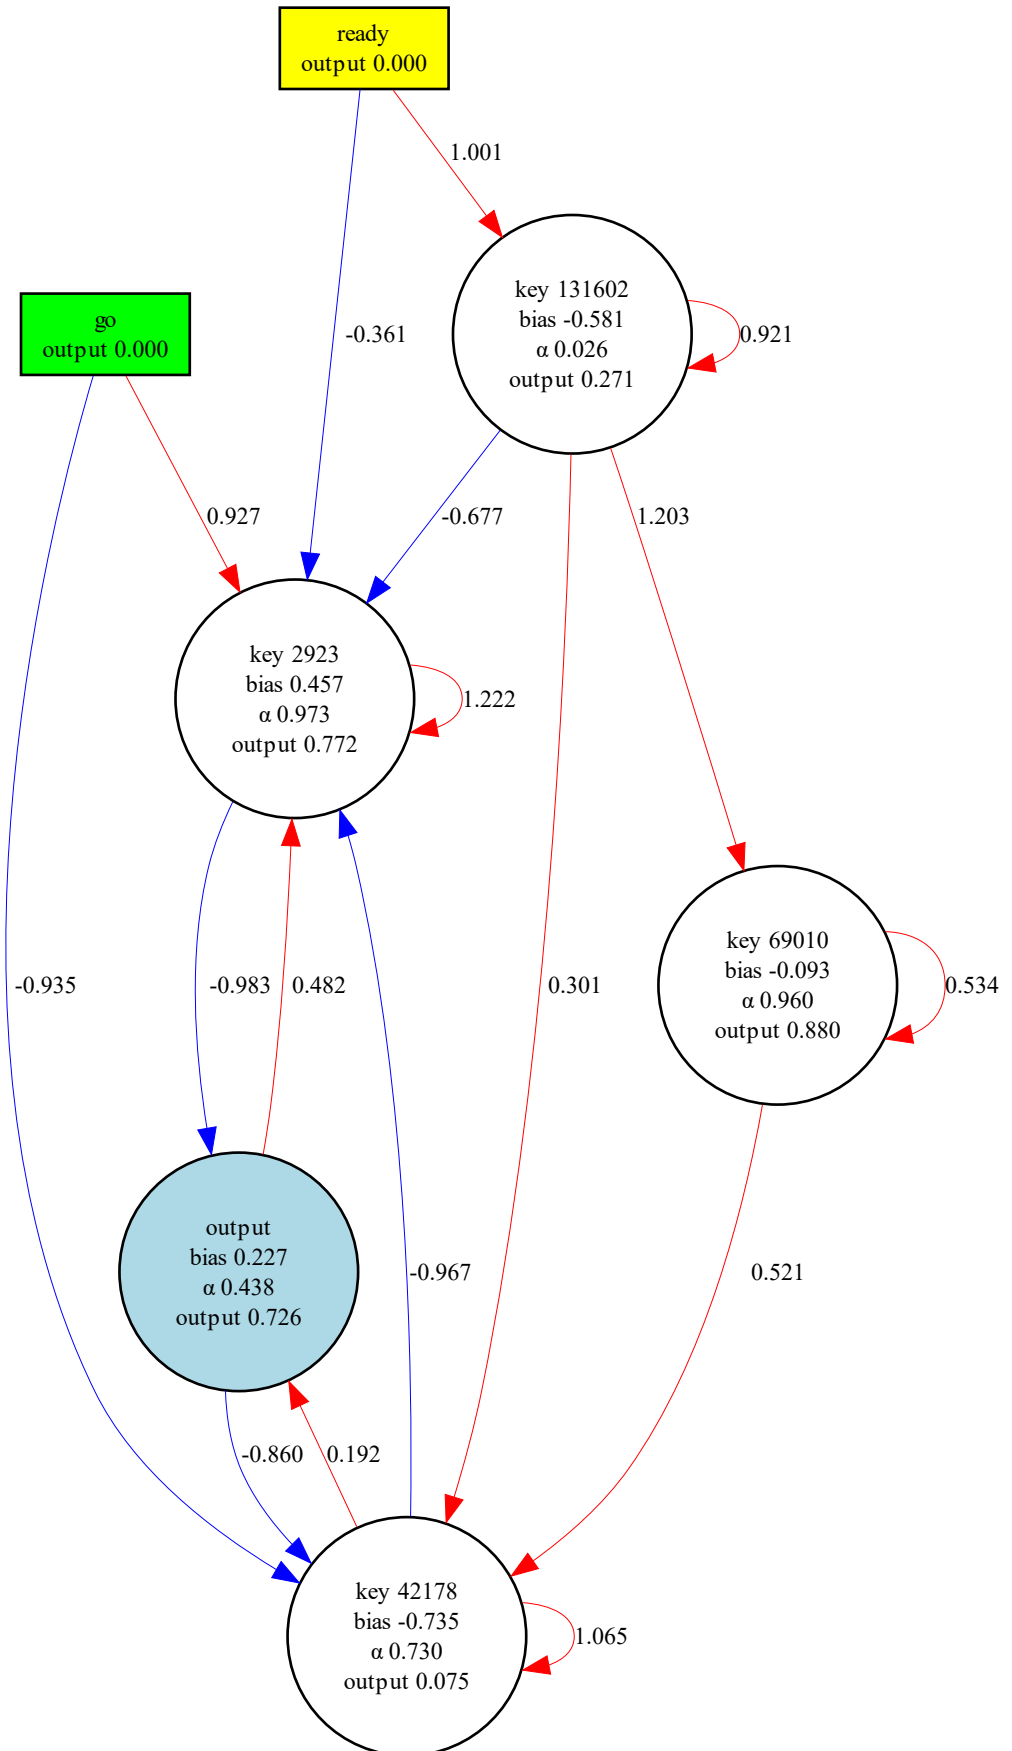 ready
output 0.000
1.001
key 131602
bias -0.581
α 0.026
output 0.271
0.921
go
output 0.000
-0.361
0.927
-0.677
1.203
key 2923
bias 0.457
α 0.973
output 0.772
1.222
key 69010
bias -0.093
α 0.960
output 0.880
0.534
-0.935
-0.983
0.482
0.301
output
bias 0.227
α 0.438
output 0.726
-0.967
0.521
-0.860
0.192
key 42178
bias -0.735
α 0.730
output 0.075
1.065